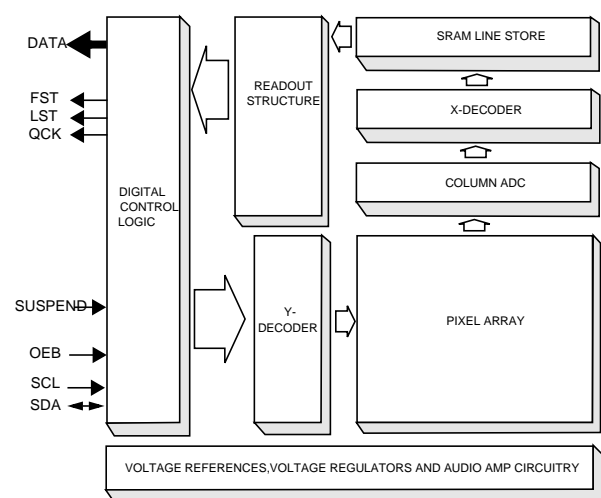 DATA
FST
LST
QCK
SUSPEND
OEB
SCL
SDA
DIGITAL
CONTROL
LOGIC
READOUT
STRUCTURE
Y-
DECODER
SRAM LINE STORE
X-DECODER
COLUMN ADC
PIXEL ARRAY
VOLTAGE REFERENCES,VOLTAGE REGULATORS AND AUDIO AMP CIRCUITRY